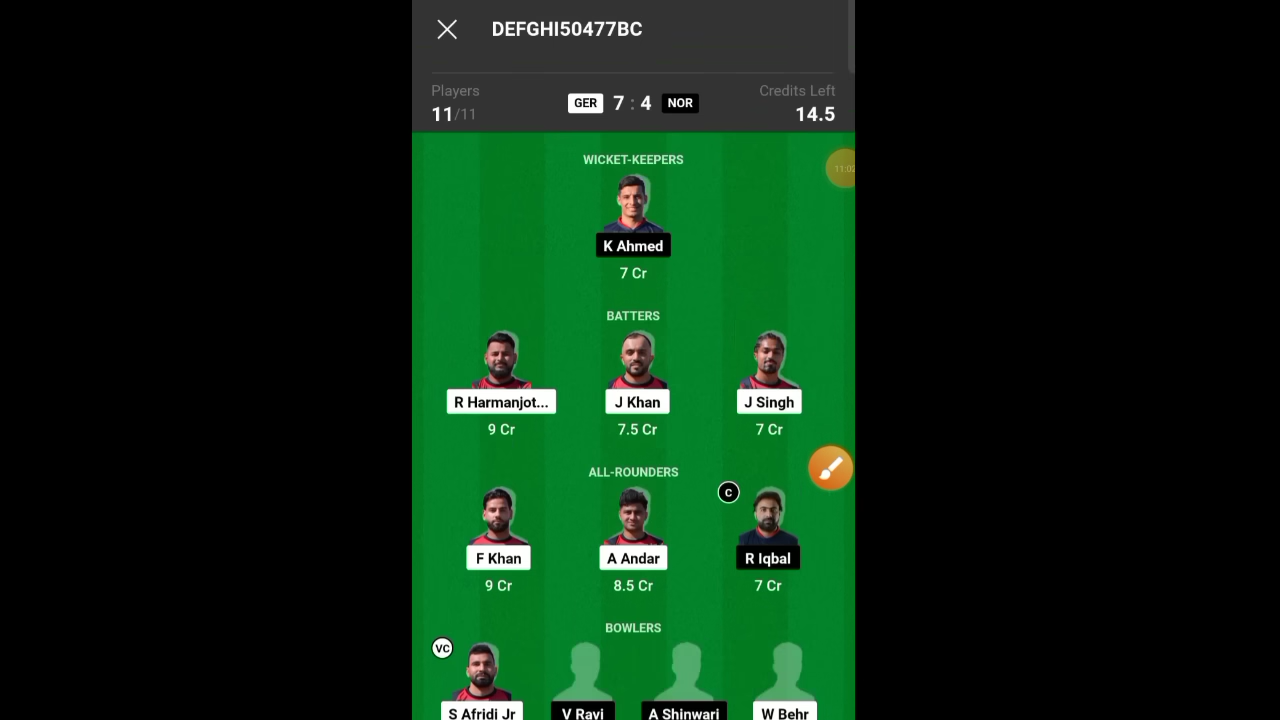 DEFGHI50477BC
Players
11/11
GER 7 : 4 NOR
Credits Left
14.5
WICKET-KEEPERS
11:02
K Ahmed
7 Cr
BATTERS
R Harmanjot... J Khan J Singh
9 Cr 7.5 Cr 7 Cr
ALL-ROUNDERS
C
F Khan A Andar R Iqbal
9 Cr 8.5 Cr 7 Cr
BOWLERS
VC
S Afridi Jr V Ravi A Shinwari W Behr